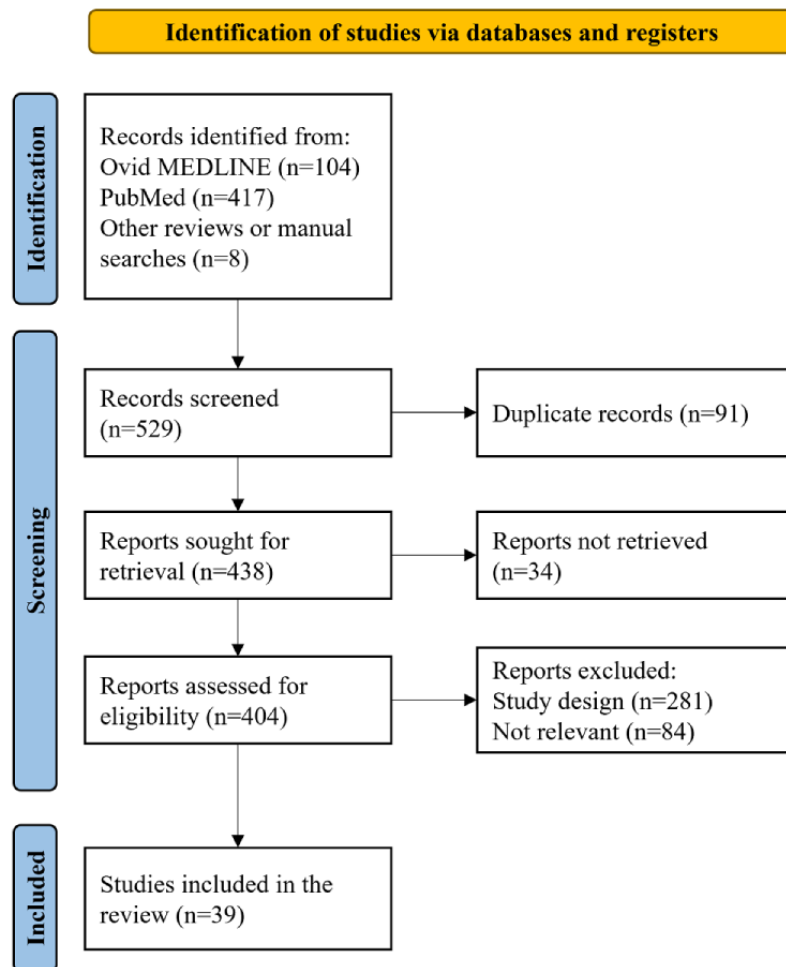 Identification of studies via databases and registers
Identification
Records identified from:
Ovid MEDLINE (n=104)
PubMed (n=417)
Other reviews or manual
searches (n=8)
Screening
Records screened
(n=529)
Duplicate records (n=91)
Reports sought for
retrieval (n=438)
Reports not retrieved
(n=34)
Reports assessed for
eligibility (n=404)
Reports excluded:
Study design (n=281)
Not relevant (n=84)
Included
Studies included in the
review (n=39)